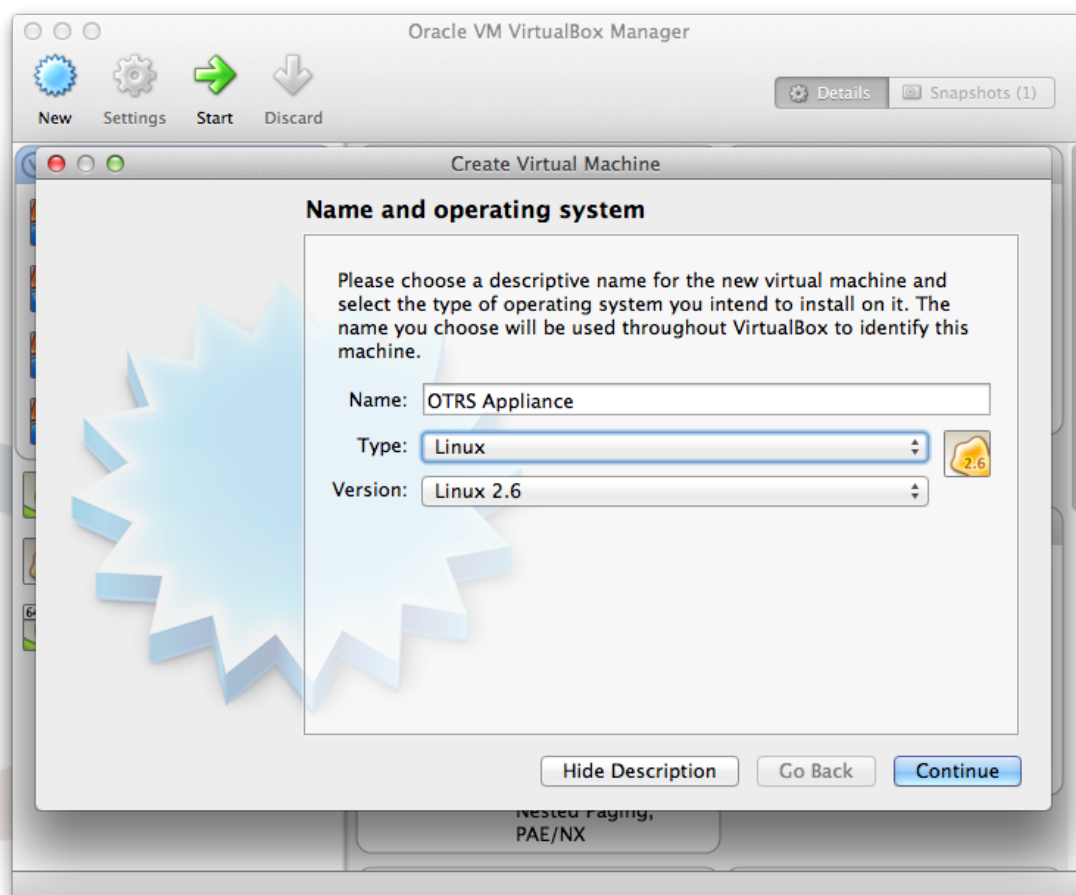 Oracle VM VirtualBox Manager
New
Settings
Start
Discard
Details
Snapshots (1)
Create Virtual Machine
Name and operating system
Please choose a descriptive name for the new virtual machine and
select the type of operating system you intend to install on it. The
name you choose will be used throughout VirtualBox to identify this
machine.
Name: OTRS Appliance
Type: Linux
2.6
Version: Linux 2.6
Hide Description
Go Back
Continue
Nested Paging,
PAE/NX